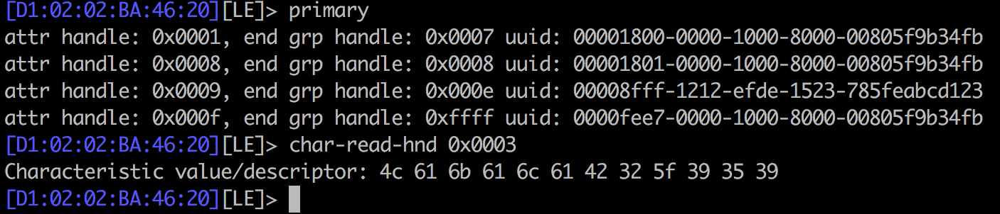 [D1:02:02:BA:46:20][LE]> primary
attr handle: 0x0001, end grp handle: 0x0007 uuid: 00001800-0000-1000-8000-00805f9b34fb
attr handle: 0x0008, end grp handle: 0x0008 uuid: 00001801-0000-1000-8000-00805f9b34fb
attr handle: 0x0009, end grp handle: 0x000e uuid: 00008fff-1212-efde-1523-785feabcd123
attr handle: 0x000f, end grp handle: 0xffff uuid: 0000fee7-0000-1000-8000-00805f9b34fb
[D1:02:02:BA:46:20][LE]> char-read-hnd 0x0003
Characteristic value/descriptor: 4c 61 6b 61 6c 61 42 32 5f 39 35 39
[D1:02:02:BA:46:20][LE]>